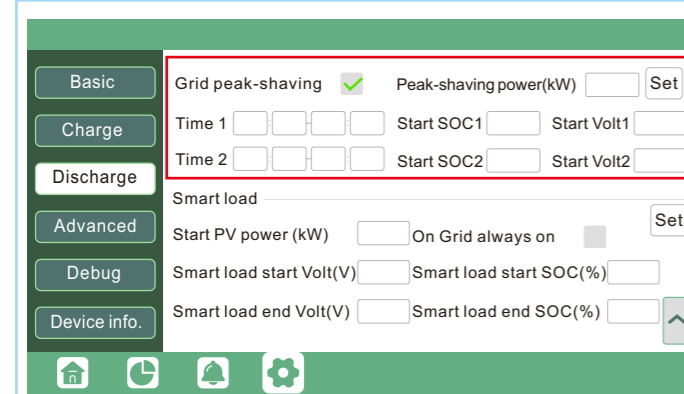 Basic
Charge
Discharge
Advanced
Debug
Device info.
Grid peak-shaving Peak-shaving power(kW) Set
Time 1 : - : Start SOC1 Start Volt1
Time 2 : - : Start SOC2 Start Volt2
Smart load
Set
Start PV power (kW) On Grid always on
Smart load start Volt(V) Smart load start SOC(%)
Smart load end Volt(V) Smart load end SOC(%)